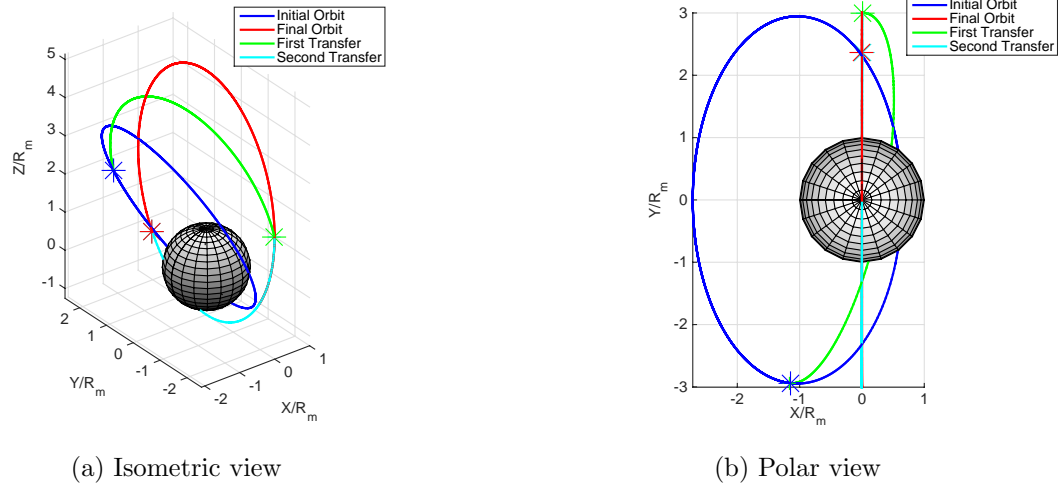 Initial Orbit
Final Orbit
First Transfer
Second Transfer
5
4
3
2
1
0
-1
Z/R_m
2
1
0
-1
-2
Y/R_m
-2
-1
0
1
X/R_m
(a) Isometric view
Initial Orbit
Final Orbit
First Transfer
Second Transfer
3
2
1
0
-1
-2
-3
Y/R_m
-2
-1
0
1
X/R_m
(b) Polar view